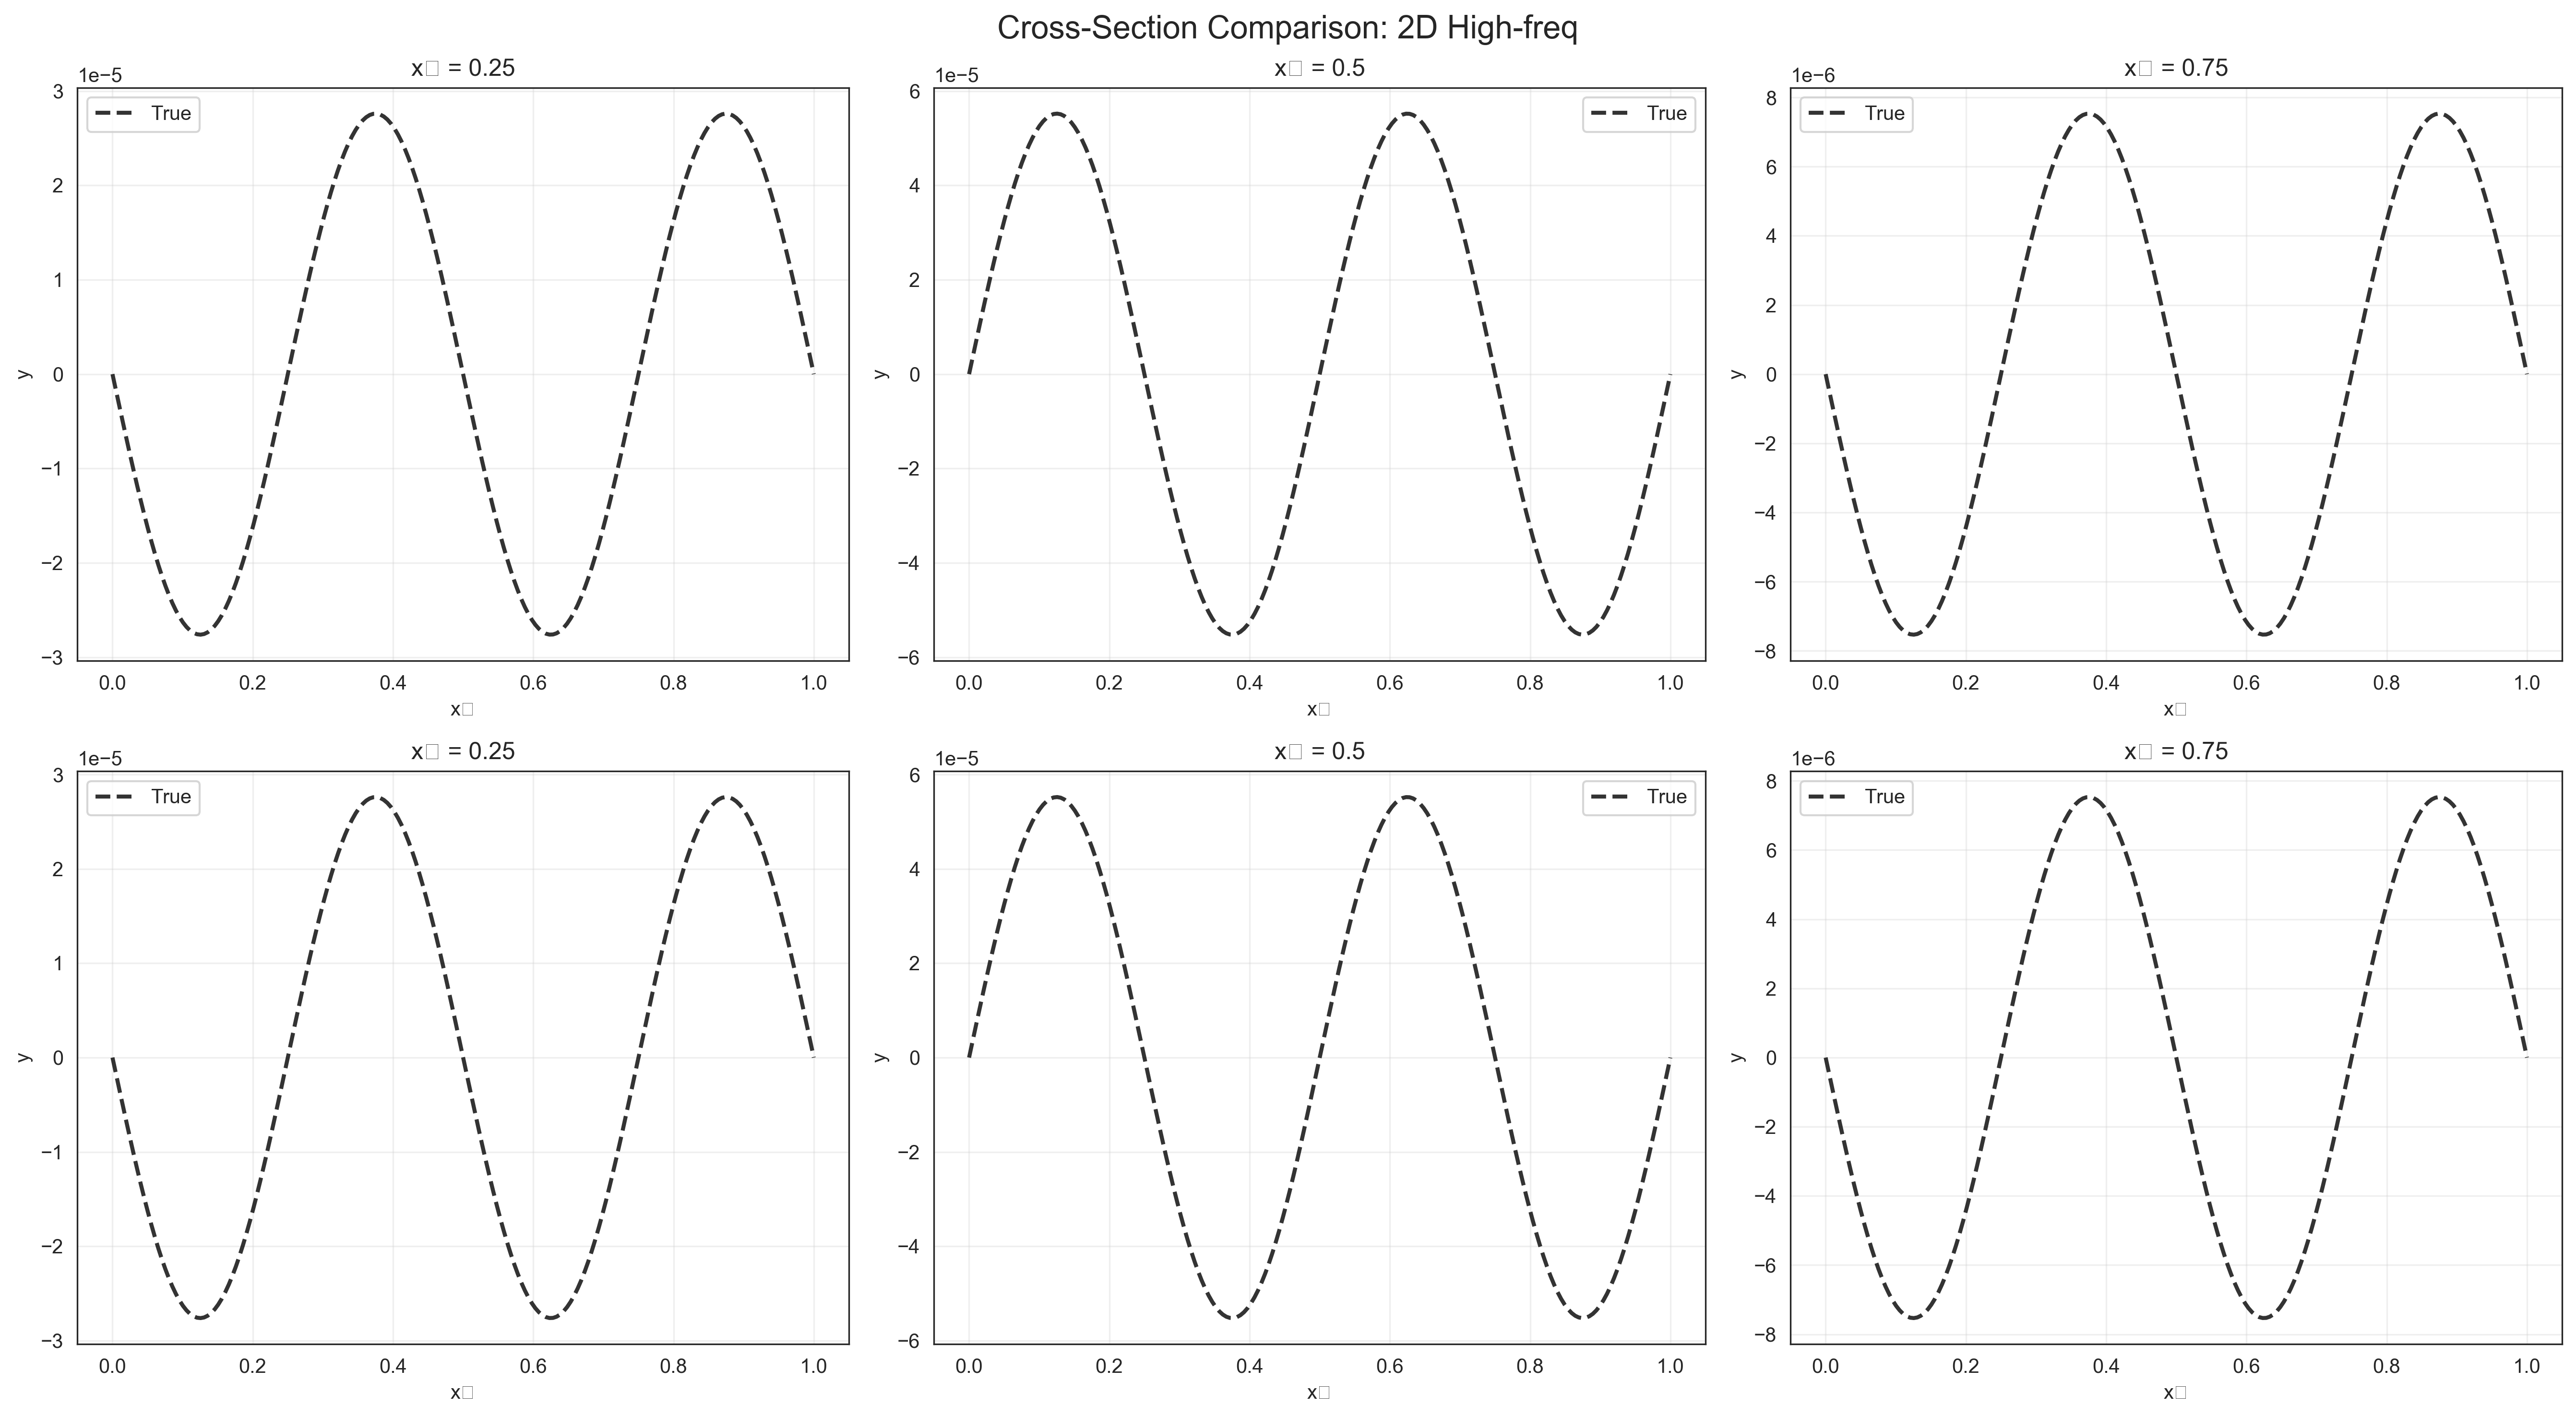 Cross-Section Comparison: 2D High-freq
x□ = 0.25
1e−5
True
3
2
1
0
−1
−2
−3
y
0.0 0.2 0.4 0.6 0.8 1.0
x□
x□ = 0.5
1e−5
True
6
4
2
0
−2
−4
−6
y
0.0 0.2 0.4 0.6 0.8 1.0
x□
x□ = 0.75
1e−6
True
8
6
4
2
0
−2
−4
−6
−8
y
0.0 0.2 0.4 0.6 0.8 1.0
x□
x□ = 0.25
1e−5
True
3
2
1
0
−1
−2
−3
y
0.0 0.2 0.4 0.6 0.8 1.0
x□
x□ = 0.5
1e−5
True
6
4
2
0
−2
−4
−6
y
0.0 0.2 0.4 0.6 0.8 1.0
x□
x□ = 0.75
1e−6
True
8
6
4
2
0
−2
−4
−6
−8
y
0.0 0.2 0.4 0.6 0.8 1.0
x□